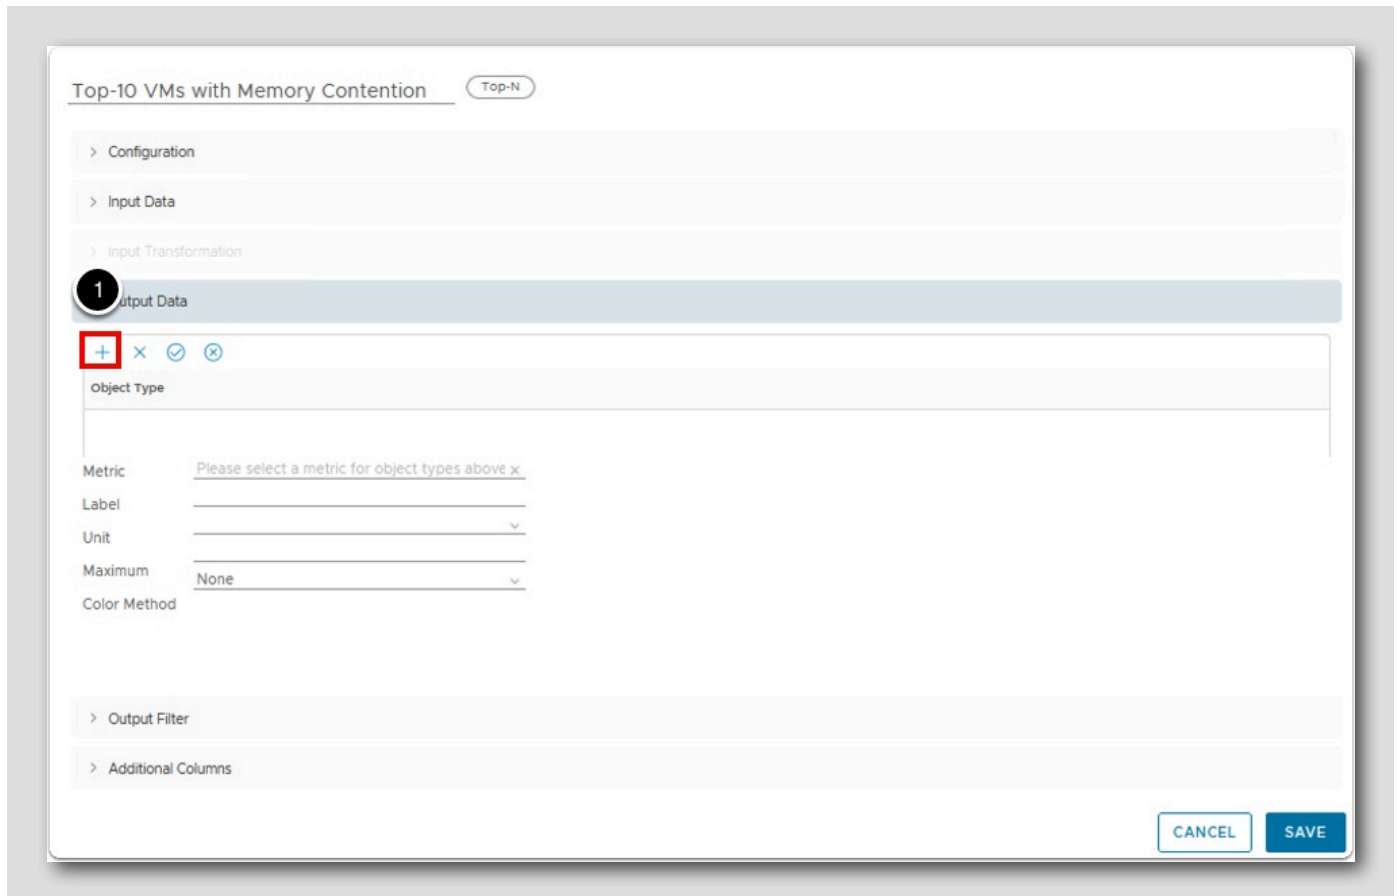 Top-10 VMs with Memory Contention Top-N
Configuration
Input Data
Input Transformation
1
utput Data
Object Type
Metric Please select a metric for object types above
Label
Unit
Maximum
None
Color Method
Output Filter
Additional Columns
CANCEL SAVE